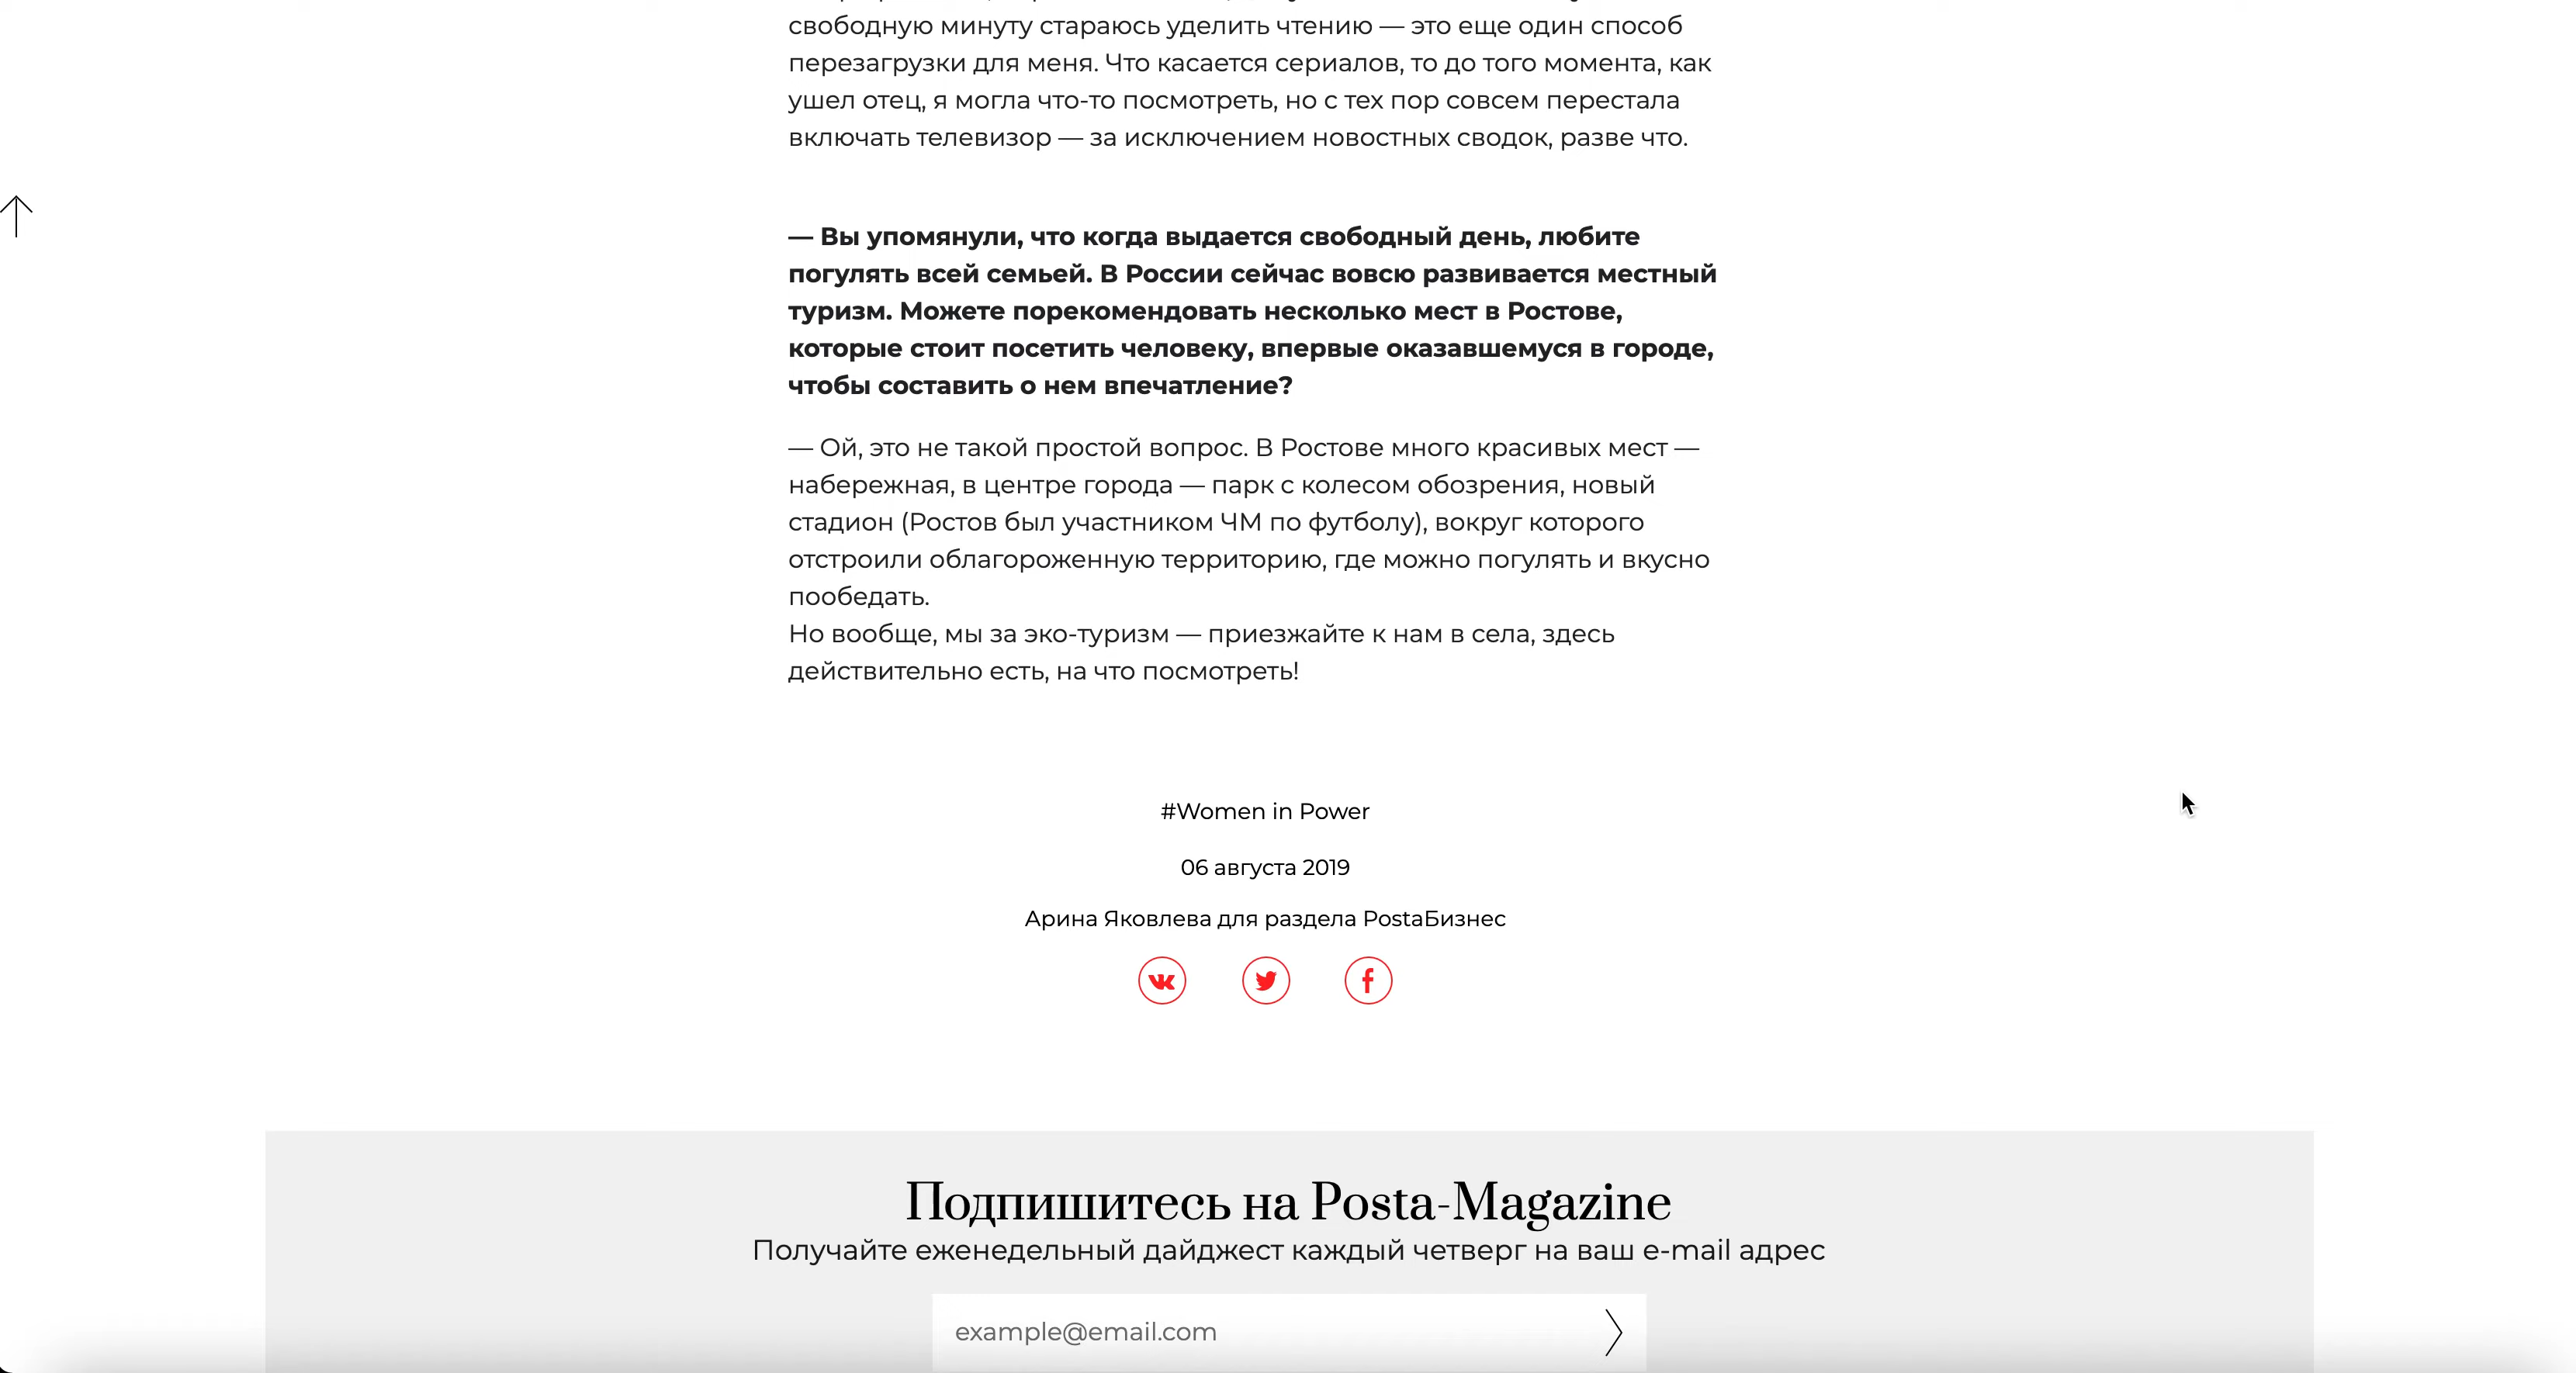 свободную минуту стараюсь уделить чтению — это еще один способ
перезагрузки для меня. Что касается сериалов, то до того момента, как
ушел отец, я могла что-то посмотреть, но с тех пор совсем перестала
включать телевизор — за исключением новостных сводок, разве что.
— Вы упомянули, что когда выдается свободный день, любите
погулять всей семьей. В России сейчас вовсю развивается местный
туризм. Можете порекомендовать несколько мест в Ростове,
которые стоит посетить человеку, впервые оказавшемуся в городе,
чтобы составить о нем впечатление?
— Ой, это не такой простой вопрос. В Ростове много красивых мест —
набережная, в центре города — парк с колесом обозрения, новый
стадион (Ростов был участником ЧМ по футболу), вокруг которого
отстроили облагороженную территорию, где можно погулять и вкусно
пообедать.
Но вообще, мы за эко-туризм — приезжайте к нам в села, здесь
действительно есть, на что посмотреть!
#Women in Power
06 августа 2019
Арина Яковлева для раздела PostaБизнес
Подпишитесь на Posta-Magazine
Получайте еженедельный дайджест каждый четверг на ваш e-mail адрес
example@email.com